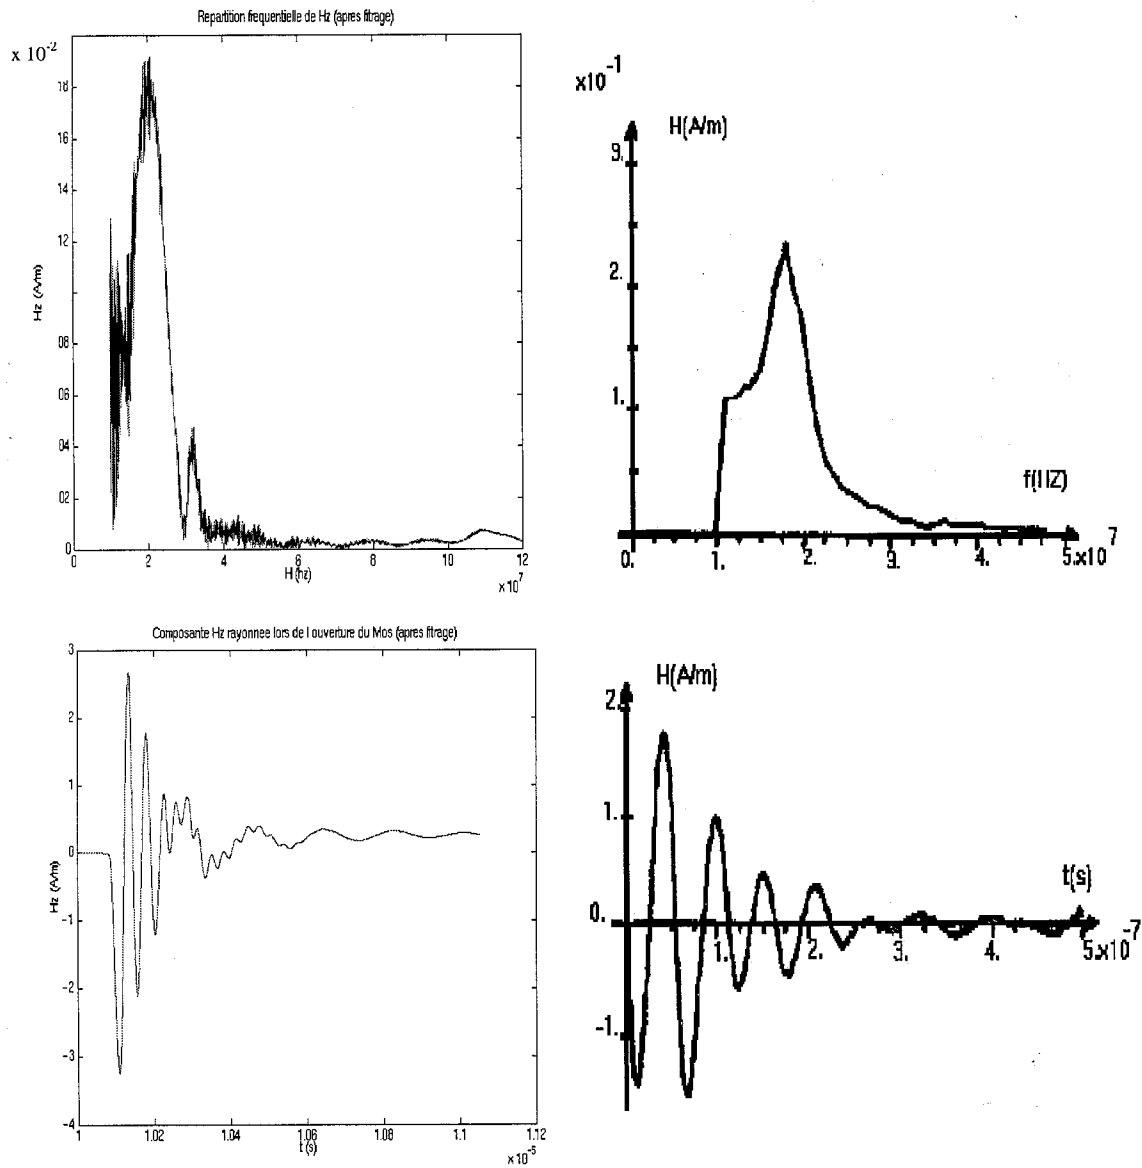 Repartition frequentielle de Hz (apres filtrage)
x 10-2
18
16
14
12
Hz (A/m)
08
06
04
02
0
0 2 4 6 8 10 12
H (hz)
x 10 7
x10 -1
H(A/m)
3.
2.
1.
f(HZ)
0. 1. 2. 3. 4. 5.x10 7
Composante Hz rayonnee lors de l ouverture du Mos (apres filtrage)
3
2
1
0
Hz (A/m)
-1
-2
-3
-4
1 1.02 1.04 1.06 1.08 1.1 1.12
t(s)
x 10 -5
H(A/m)
2.
1.
t(s)
0.
1. 2. 3. 4. 5.x10 -7
-1.